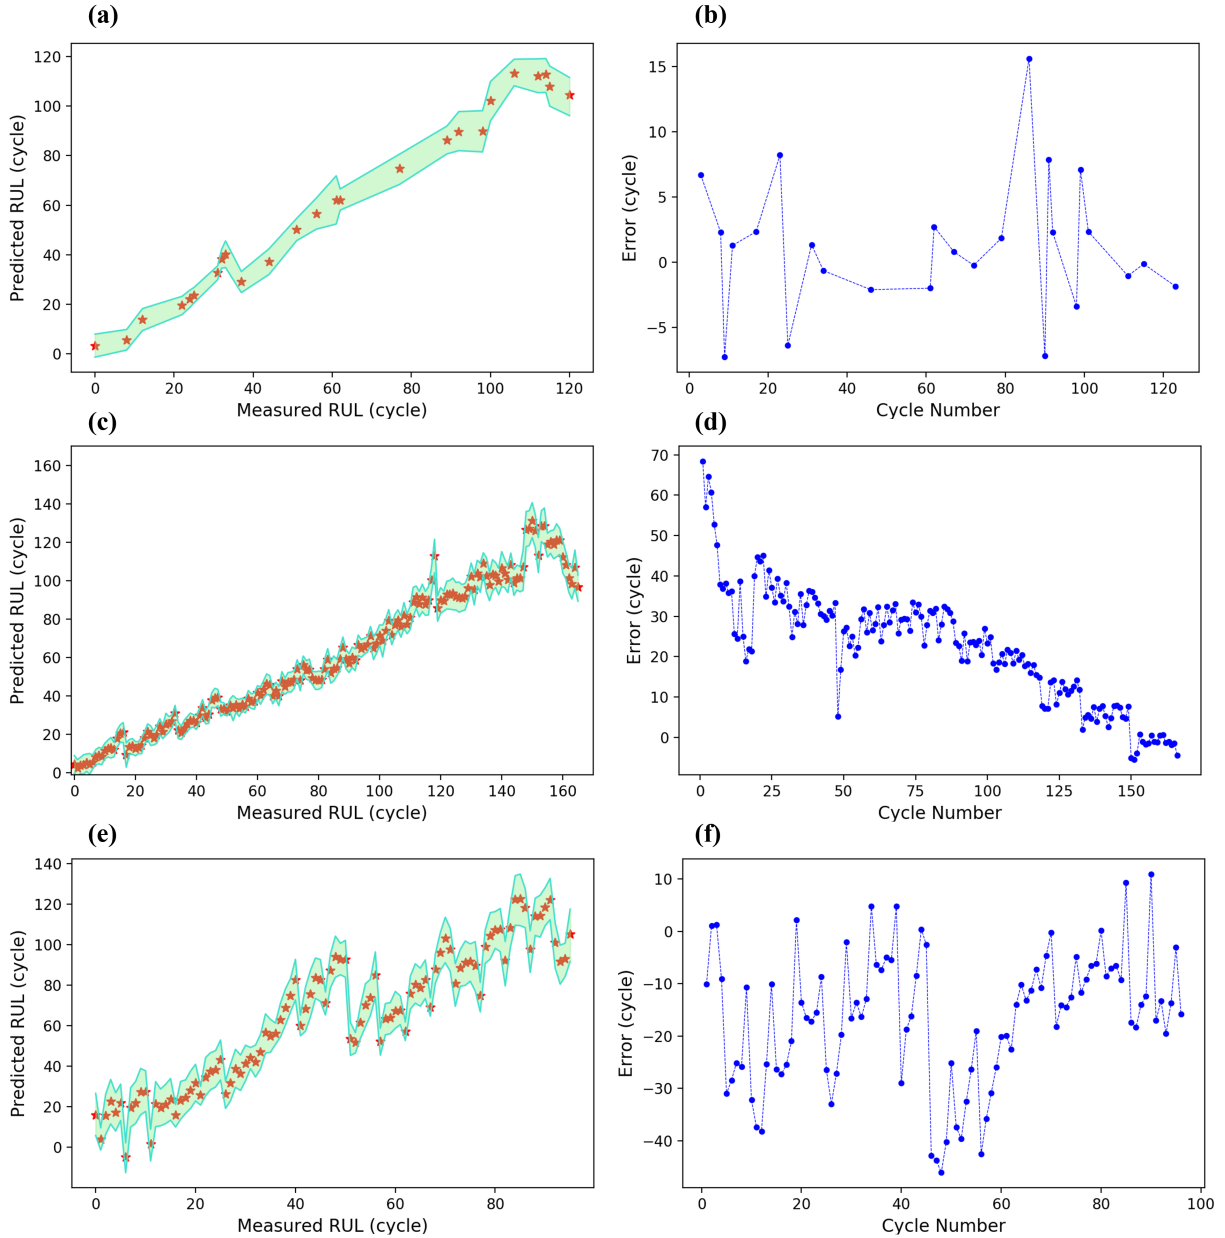 (a)
(b)
120
100
80
60
40
20
0
Predicted RUL (cycle)
0 20 40 60 80 100 120
Measured RUL (cycle)
15
10
5
0
−5
Error (cycle)
0 20 40 60 80 100 120
Cycle Number
(c)
(d)
160
140
120
100
80
60
40
20
0
Predicted RUL (cycle)
0 20 40 60 80 100 120 140 160
Measured RUL (cycle)
70
60
50
40
30
20
10
0
Error (cycle)
0 25 50 75 100 125 150
Cycle Number
(e)
(f)
140
120
100
80
60
40
20
0
Predicted RUL (cycle)
0 20 40 60 80
Measured RUL (cycle)
10
0
−10
−20
−30
−40
Error (cycle)
0 20 40 60 80 100
Cycle Number